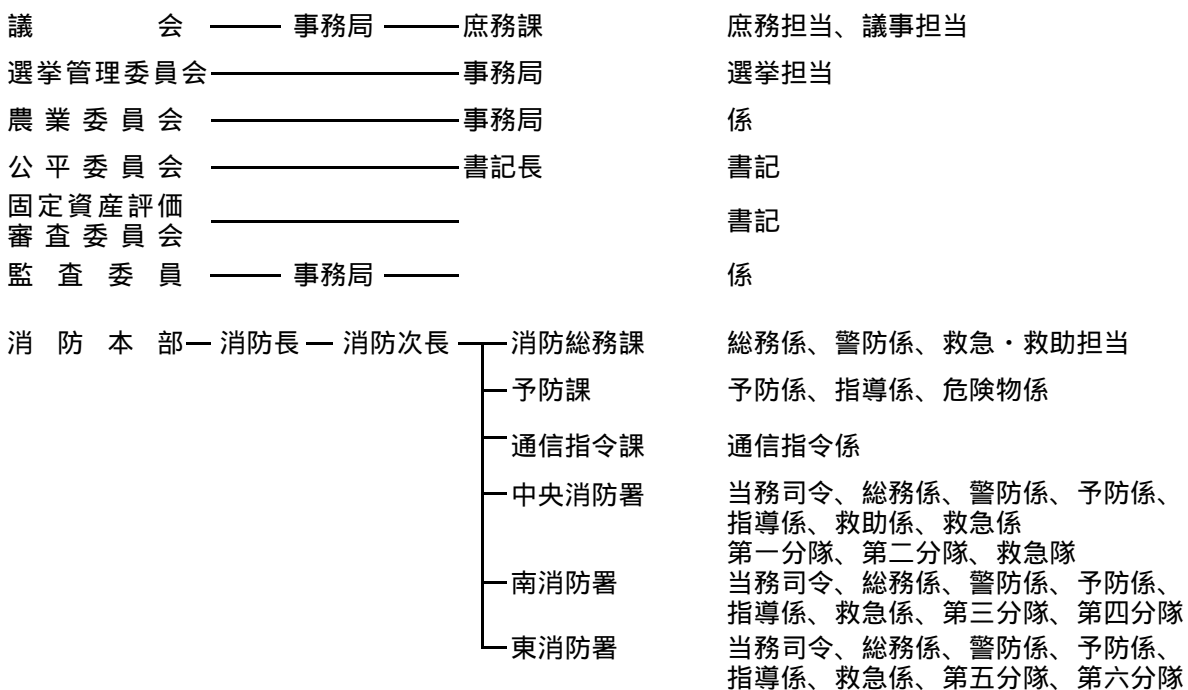 議会 事務局 庶務課 庶務担当、議事担当
選挙管理委員会 事務局 選挙担当
農業委員会 事務局 係
公平委員会 書記長 書記
固定資産評価
審査委員会 書記
監査委員 事務局 係
消防本部 消防長 消防次長 消防総務課 総務係、警防係、救急・救助担当
予防課 予防係、指導係、危険物係
通信指令課 通信指令係
中央消防署 当務司令、総務係、警防係、予防係、
指導係、救助係、救急係
第一分隊、第二分隊、救急隊
南消防署 当務司令、総務係、警防係、予防係、
指導係、救急係、第三分隊、第四分隊
東消防署 当務司令、総務係、警防係、予防係、
指導係、救急係、第五分隊、第六分隊